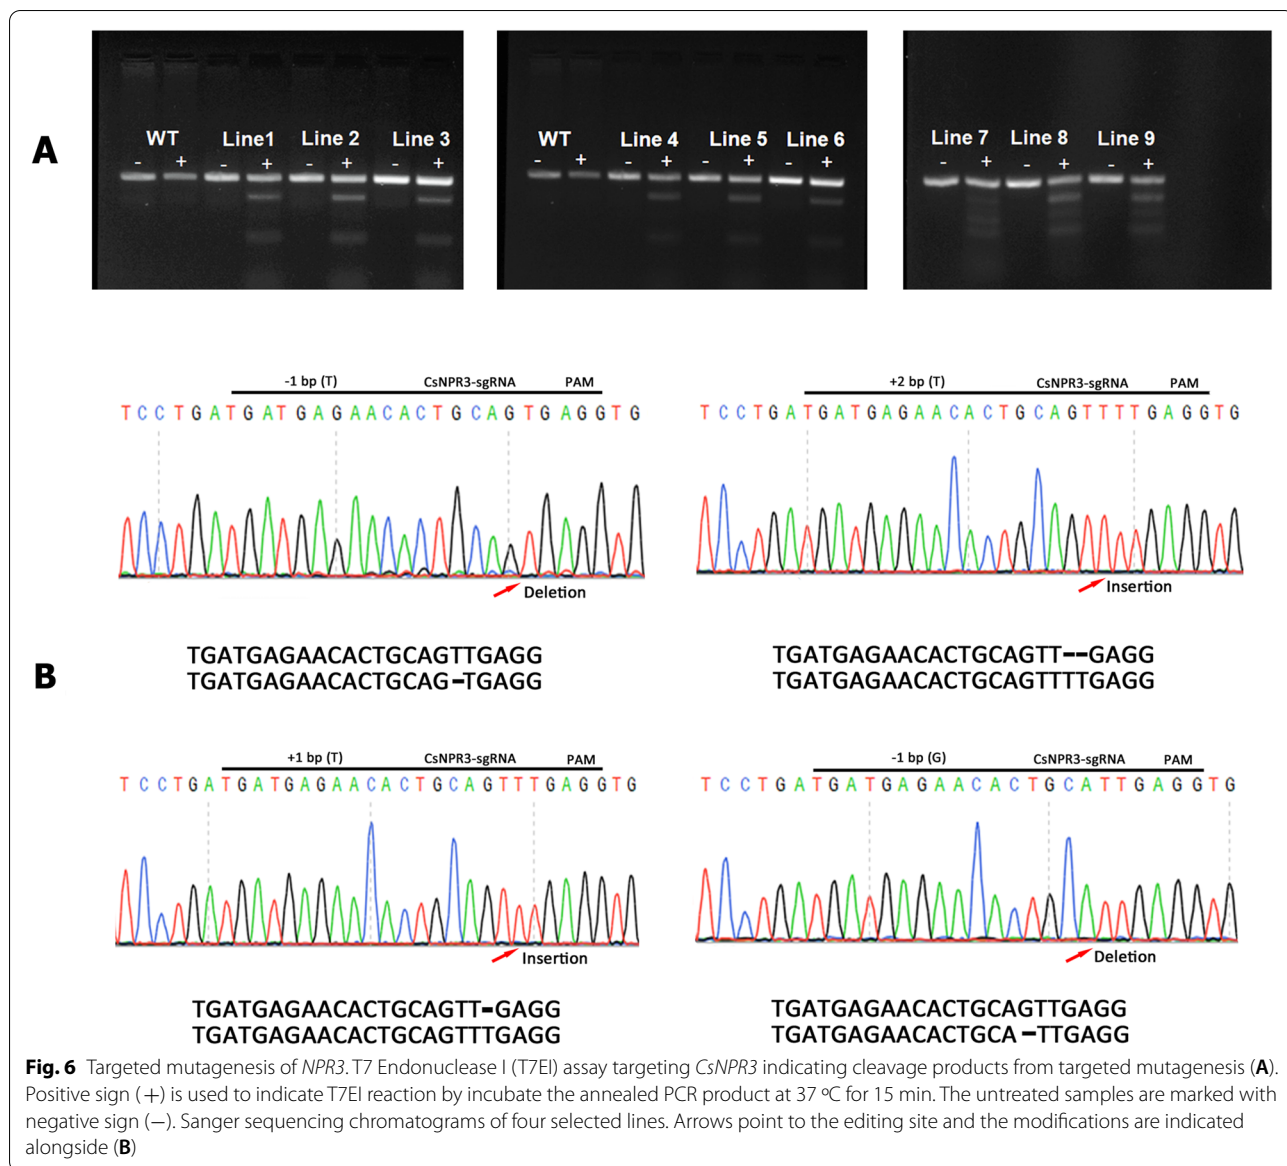 A
WT Line1 Line 2 Line 3
- + - + - + - +
WT Line 4 Line 5 Line 6
- + - + - + - +
Line 7 Line 8 Line 9
- + - + - +
B
-1 bp (T) CsNPR3-sgRNA PAM
TCCTGATGATGAGAACACTGCAGTGAGGTG
Deletion
TGATGAGAACACTGCAGTTGAGG
TGATGAGAACACTGCAG-TGAGG
+2 bp (T) CsNPR3-sgRNA PAM
TCCTGATGATGAGAACACTGCAGTTTTGAGGTG
Insertion
TGATGAGAACACTGCAGTT--GAGG
TGATGAGAACACTGCAGTTTTGAGG
+1 bp (T) CsNPR3-sgRNA PAM
TCCTGATGATGAGAACACTGCAGTTTGAGGTG
Insertion
TGATGAGAACACTGCAGTT-GAGG
TGATGAGAACACTGCAGTTTGAGG
-1 bp (G) CsNPR3-sgRNA PAM
TCCTGATGATGAGAACACTGCATTGAGGTG
Deletion
TGATGAGAACACTGCAGTTGAGG
TGATGAGAACACTGCA -TTGAGG
Fig. 6 Targeted mutagenesis of NPR3. T7 Endonuclease I (T7EI) assay targeting CsNPR3 indicating cleavage products from targeted mutagenesis (A).
Positive sign (+) is used to indicate T7EI reaction by incubate the annealed PCR product at 37 ºC for 15 min. The untreated samples are marked with
negative sign (−). Sanger sequencing chromatograms of four selected lines. Arrows point to the editing site and the modifications are indicated
alongside (B)